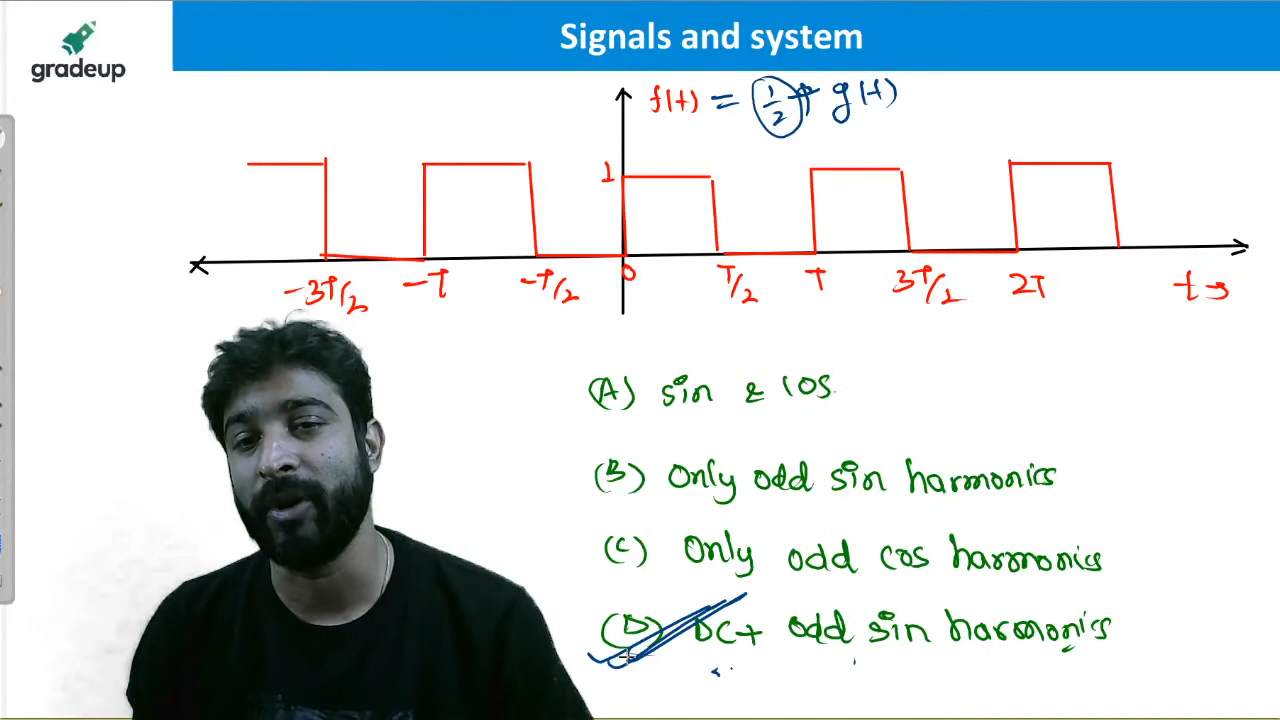 Signals and system
gradeup
f(t) = 1/2 + g(t)
1
-3T/2 -T -T/2 0 T/2 T 3T/2 2T t→
(A) sin & cos
(B) Only odd sin harmonics
(C) Only odd cos harmonics
(D) DC+ odd sin harmonics